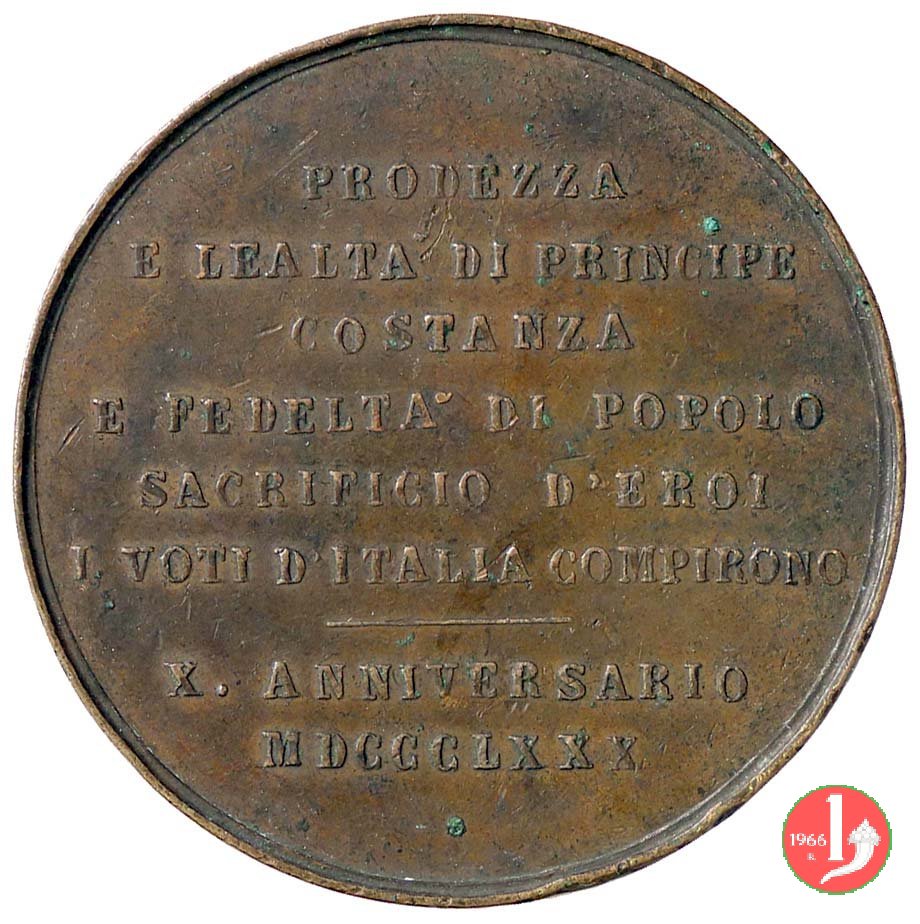 PRODEZZA
E LEALTA DI PRINCIPE
COSTANZA
E FEDELTA' DI POPOLO
SACRIFICIO D'EROI
I VOTI D'ITALIA COMPIRONO
X. ANNIVERSARIO
MDCCCLXXX
1966
R.